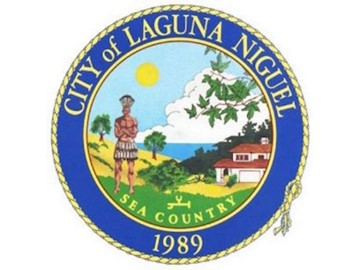 CITY of LAGUNA NIGUEL
SEA COUNTRY
1989